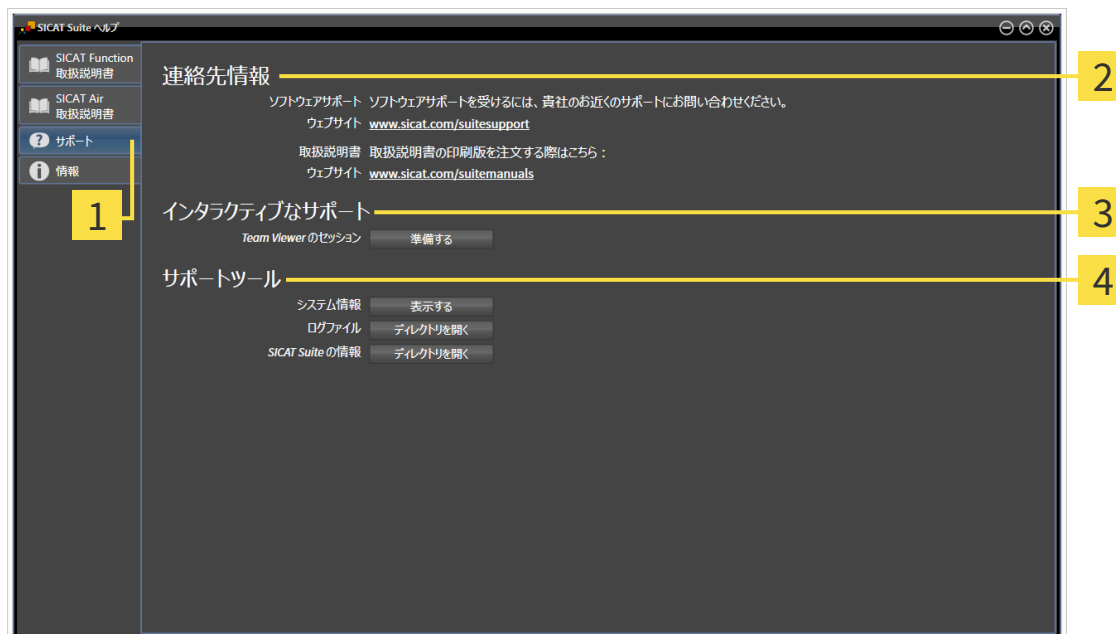 SICAT Suite ヘルプ
SICAT Function
取扱説明書
SICAT Air
取扱説明書
サポート
情報
1
連絡先情報
2
ソフトウェアサポート ソフトウェアサポートを受けるには、貴社のお近くのサポートにお問い合わせください。
ウェブサイト www.sicat.com/suitesupport
取扱説明書 取扱説明書の印刷版を注文する際はこちら：
ウェブサイト www.sicat.com/suitemanuals
インタラクティブなサポート
3
Team Viewer のセッション 準備する
サポートツール
4
システム情報 表示する
ログファイル ディレクトリを開く
SICAT Suite の情報 ディレクトリを開く